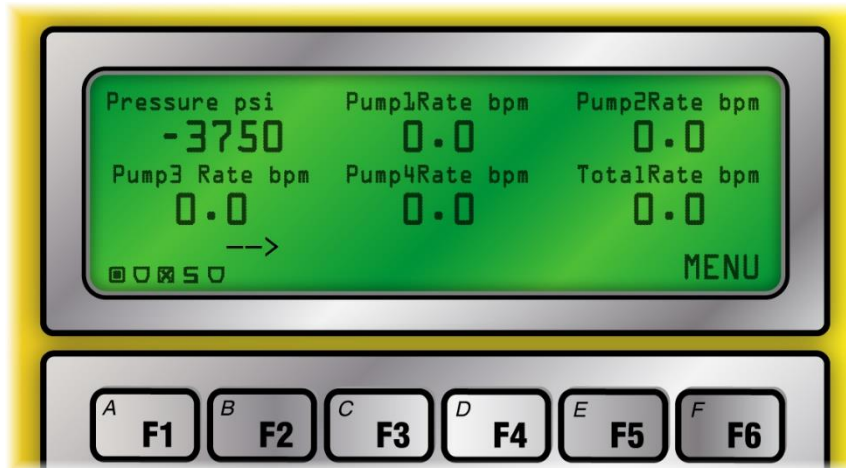 Pressure psi Pump1Rate bpm Pump2Rate bpm
-3750 0.0 0.0
Pump3 Rate bpm Pump4Rate bpm TotalRate bpm
0.0 0.0 0.0
-->
S MENU
A B C D E F
F1 F2 F3 F4 F5 F6